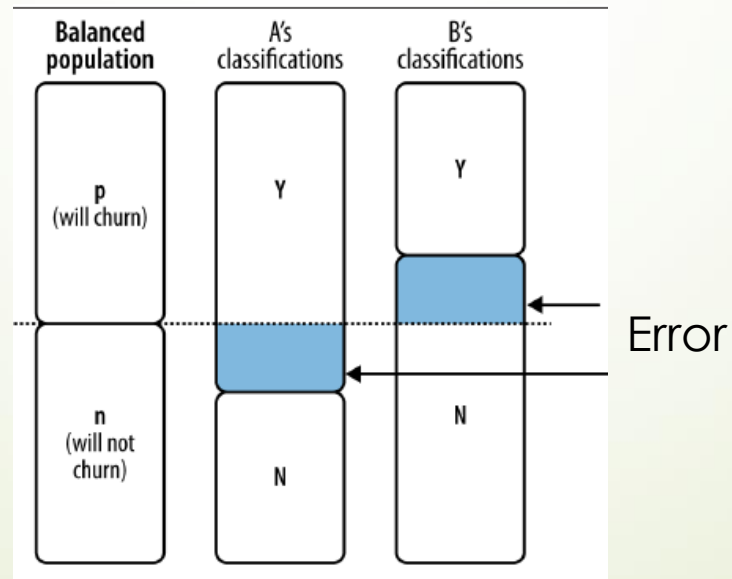 Balanced
population
A's
classifications
B's
classifications
p
(will churn)
Y
Y
Error
n
(will not
churn)
N
N